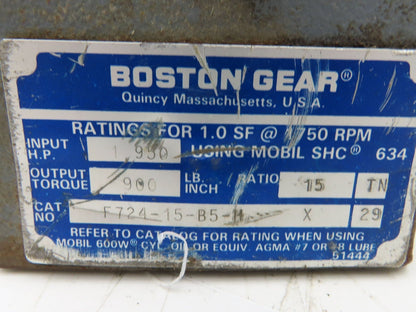 BOSTON GEAR®
Quincy Massachusetts, U.S.A.
RATINGS FOR 1.0 SF @ 1750 RPM
INPUT H.P. 1.950 USING MOBIL SHC® 634
OUTPUT TORQUE 900 LB. INCH RATIO 15 TN
CAT. NO. F724-15-B5-H X 29
REFER TO CATALOG FOR RATING WHEN USING
MOBIL 600W® CYL. OIL OR EQUIV. AGMA #7 OR #8 LUBE
51444